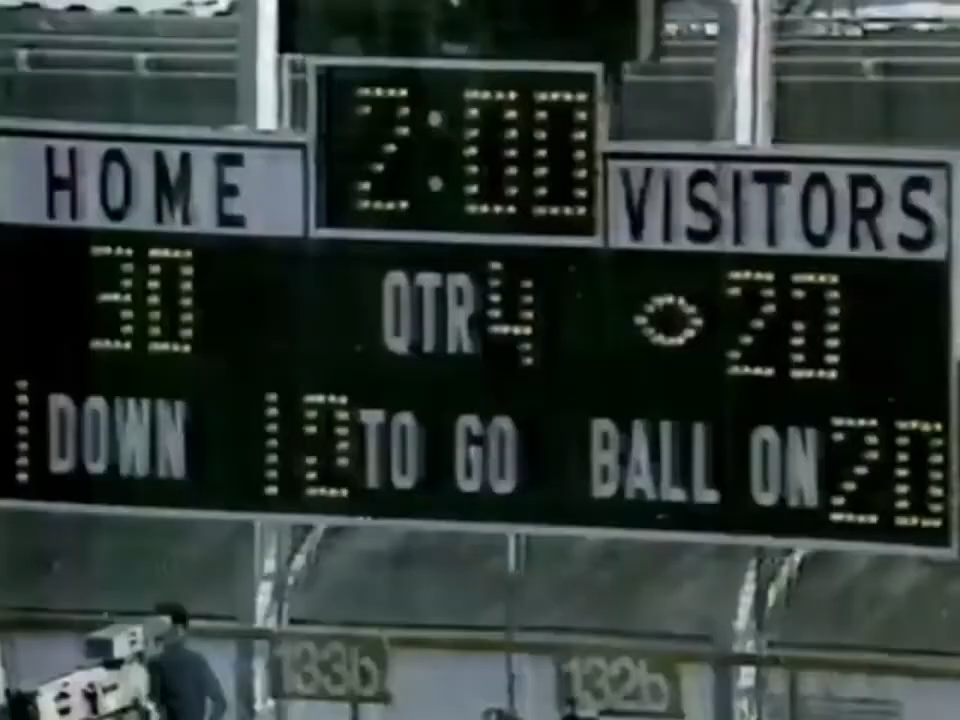 2:00
HOME VISITORS
30 QTR 4 20
1 DOWN 10 TO GO BALL ON 20
133b 132b